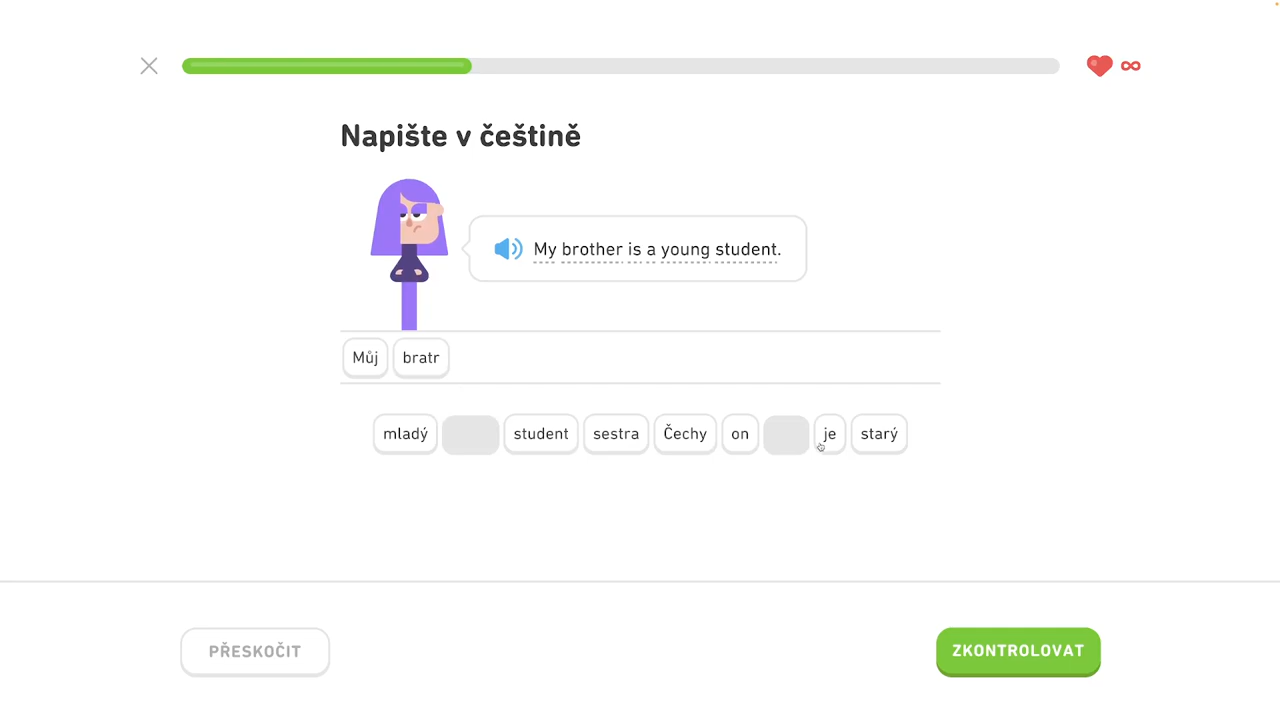 Napište v češtině
My brother is a young student.
Můj bratr
mladý student sestra Čechy on je starý
PŘESKOČIT ZKONTROLOVAT